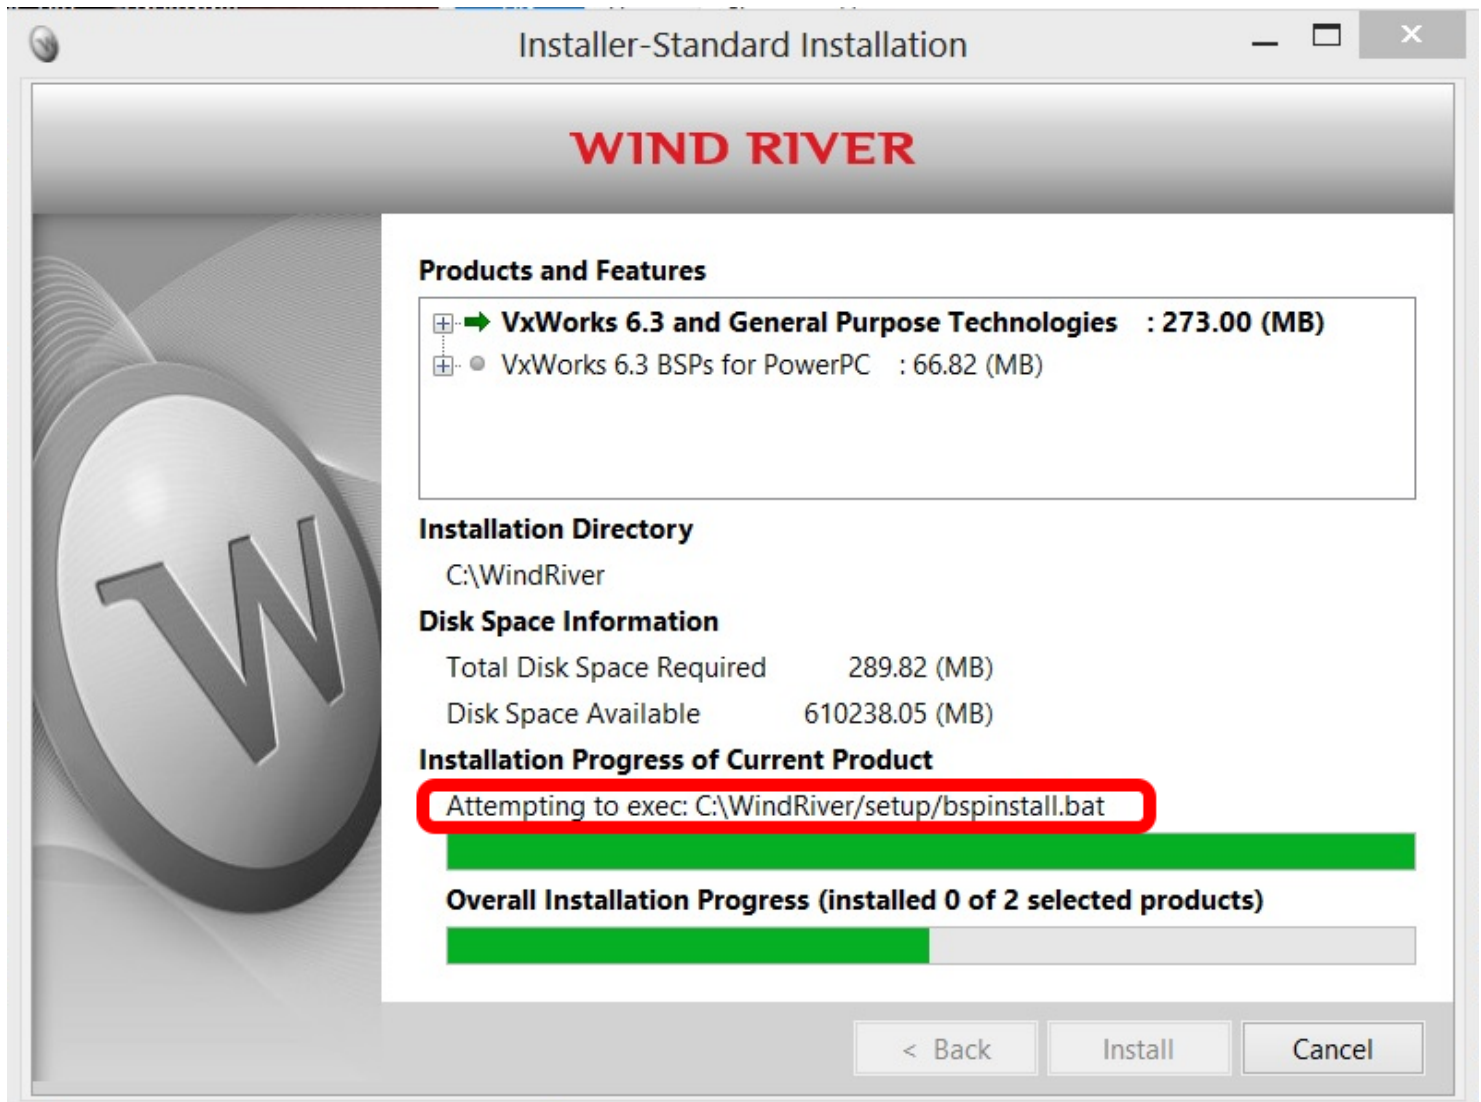 Installer-Standard Installation
WIND RIVER
Products and Features
VxWorks 6.3 and General Purpose Technologies : 273.00 (MB)
VxWorks 6.3 BSPs for PowerPC : 66.82 (MB)
Installation Directory
C:\WindRiver
Disk Space Information
Total Disk Space Required 289.82 (MB)
Disk Space Available 610238.05 (MB)
Installation Progress of Current Product
Attempting to exec: C:\WindRiver/setup/bspinstall.bat
Overall Installation Progress (installed 0 of 2 selected products)
< Back Install Cancel
W